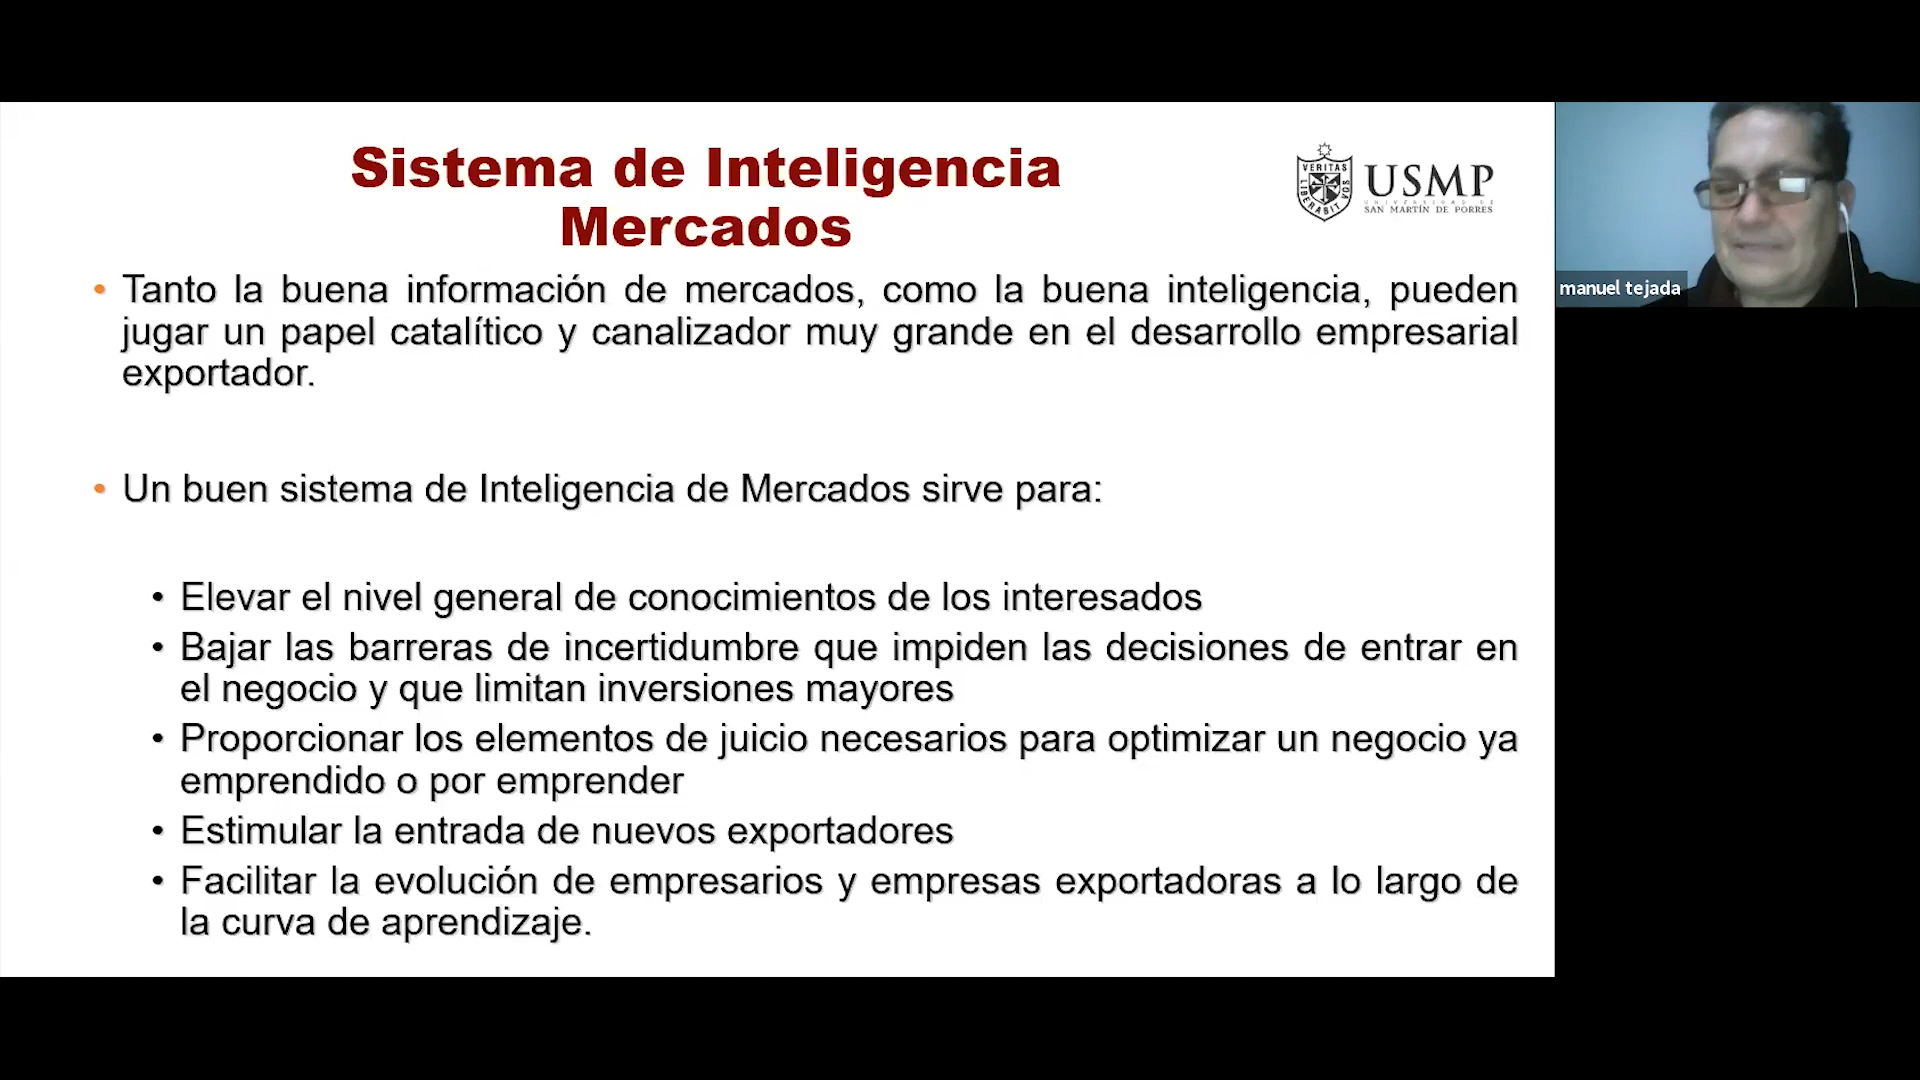 Sistema de Inteligencia
Mercados
VERITAS
LIBERABIT VOS
USMP
UNIVERSIDAD DE
SAN MARTÍN DE PORRES
manuel tejada
• Tanto la buena información de mercados, como la buena inteligencia, pueden
jugar un papel catalítico y canalizador muy grande en el desarrollo empresarial
exportador.
• Un buen sistema de Inteligencia de Mercados sirve para:
• Elevar el nivel general de conocimientos de los interesados
• Bajar las barreras de incertidumbre que impiden las decisiones de entrar en
el negocio y que limitan inversiones mayores
• Proporcionar los elementos de juicio necesarios para optimizar un negocio ya
emprendido o por emprender
• Estimular la entrada de nuevos exportadores
• Facilitar la evolución de empresarios y empresas exportadoras a lo largo de
la curva de aprendizaje.